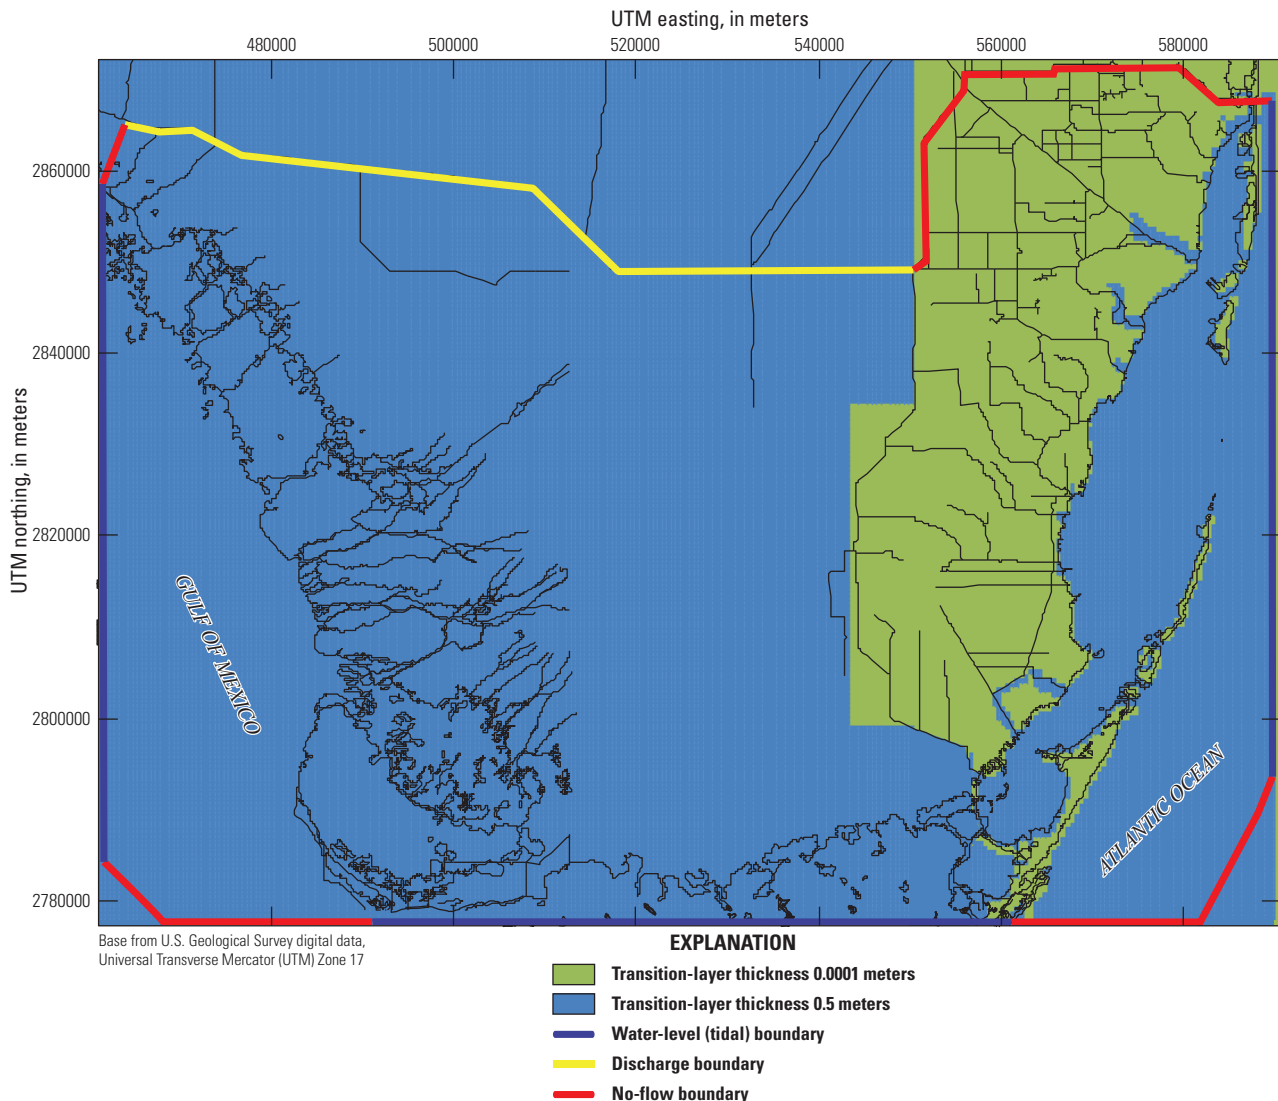 UTM easting, in meters
480000 500000 520000 540000 560000 580000
UTM northing, in meters
2860000
2840000
2820000
2800000
2780000
GULF OF MEXICO
ATLANTIC OCEAN
Base from U.S. Geological Survey digital data,
Universal Transverse Mercator (UTM) Zone 17
EXPLANATION
Transition-layer thickness 0.0001 meters
Transition-layer thickness 0.5 meters
Water-level (tidal) boundary
Discharge boundary
No-flow boundary